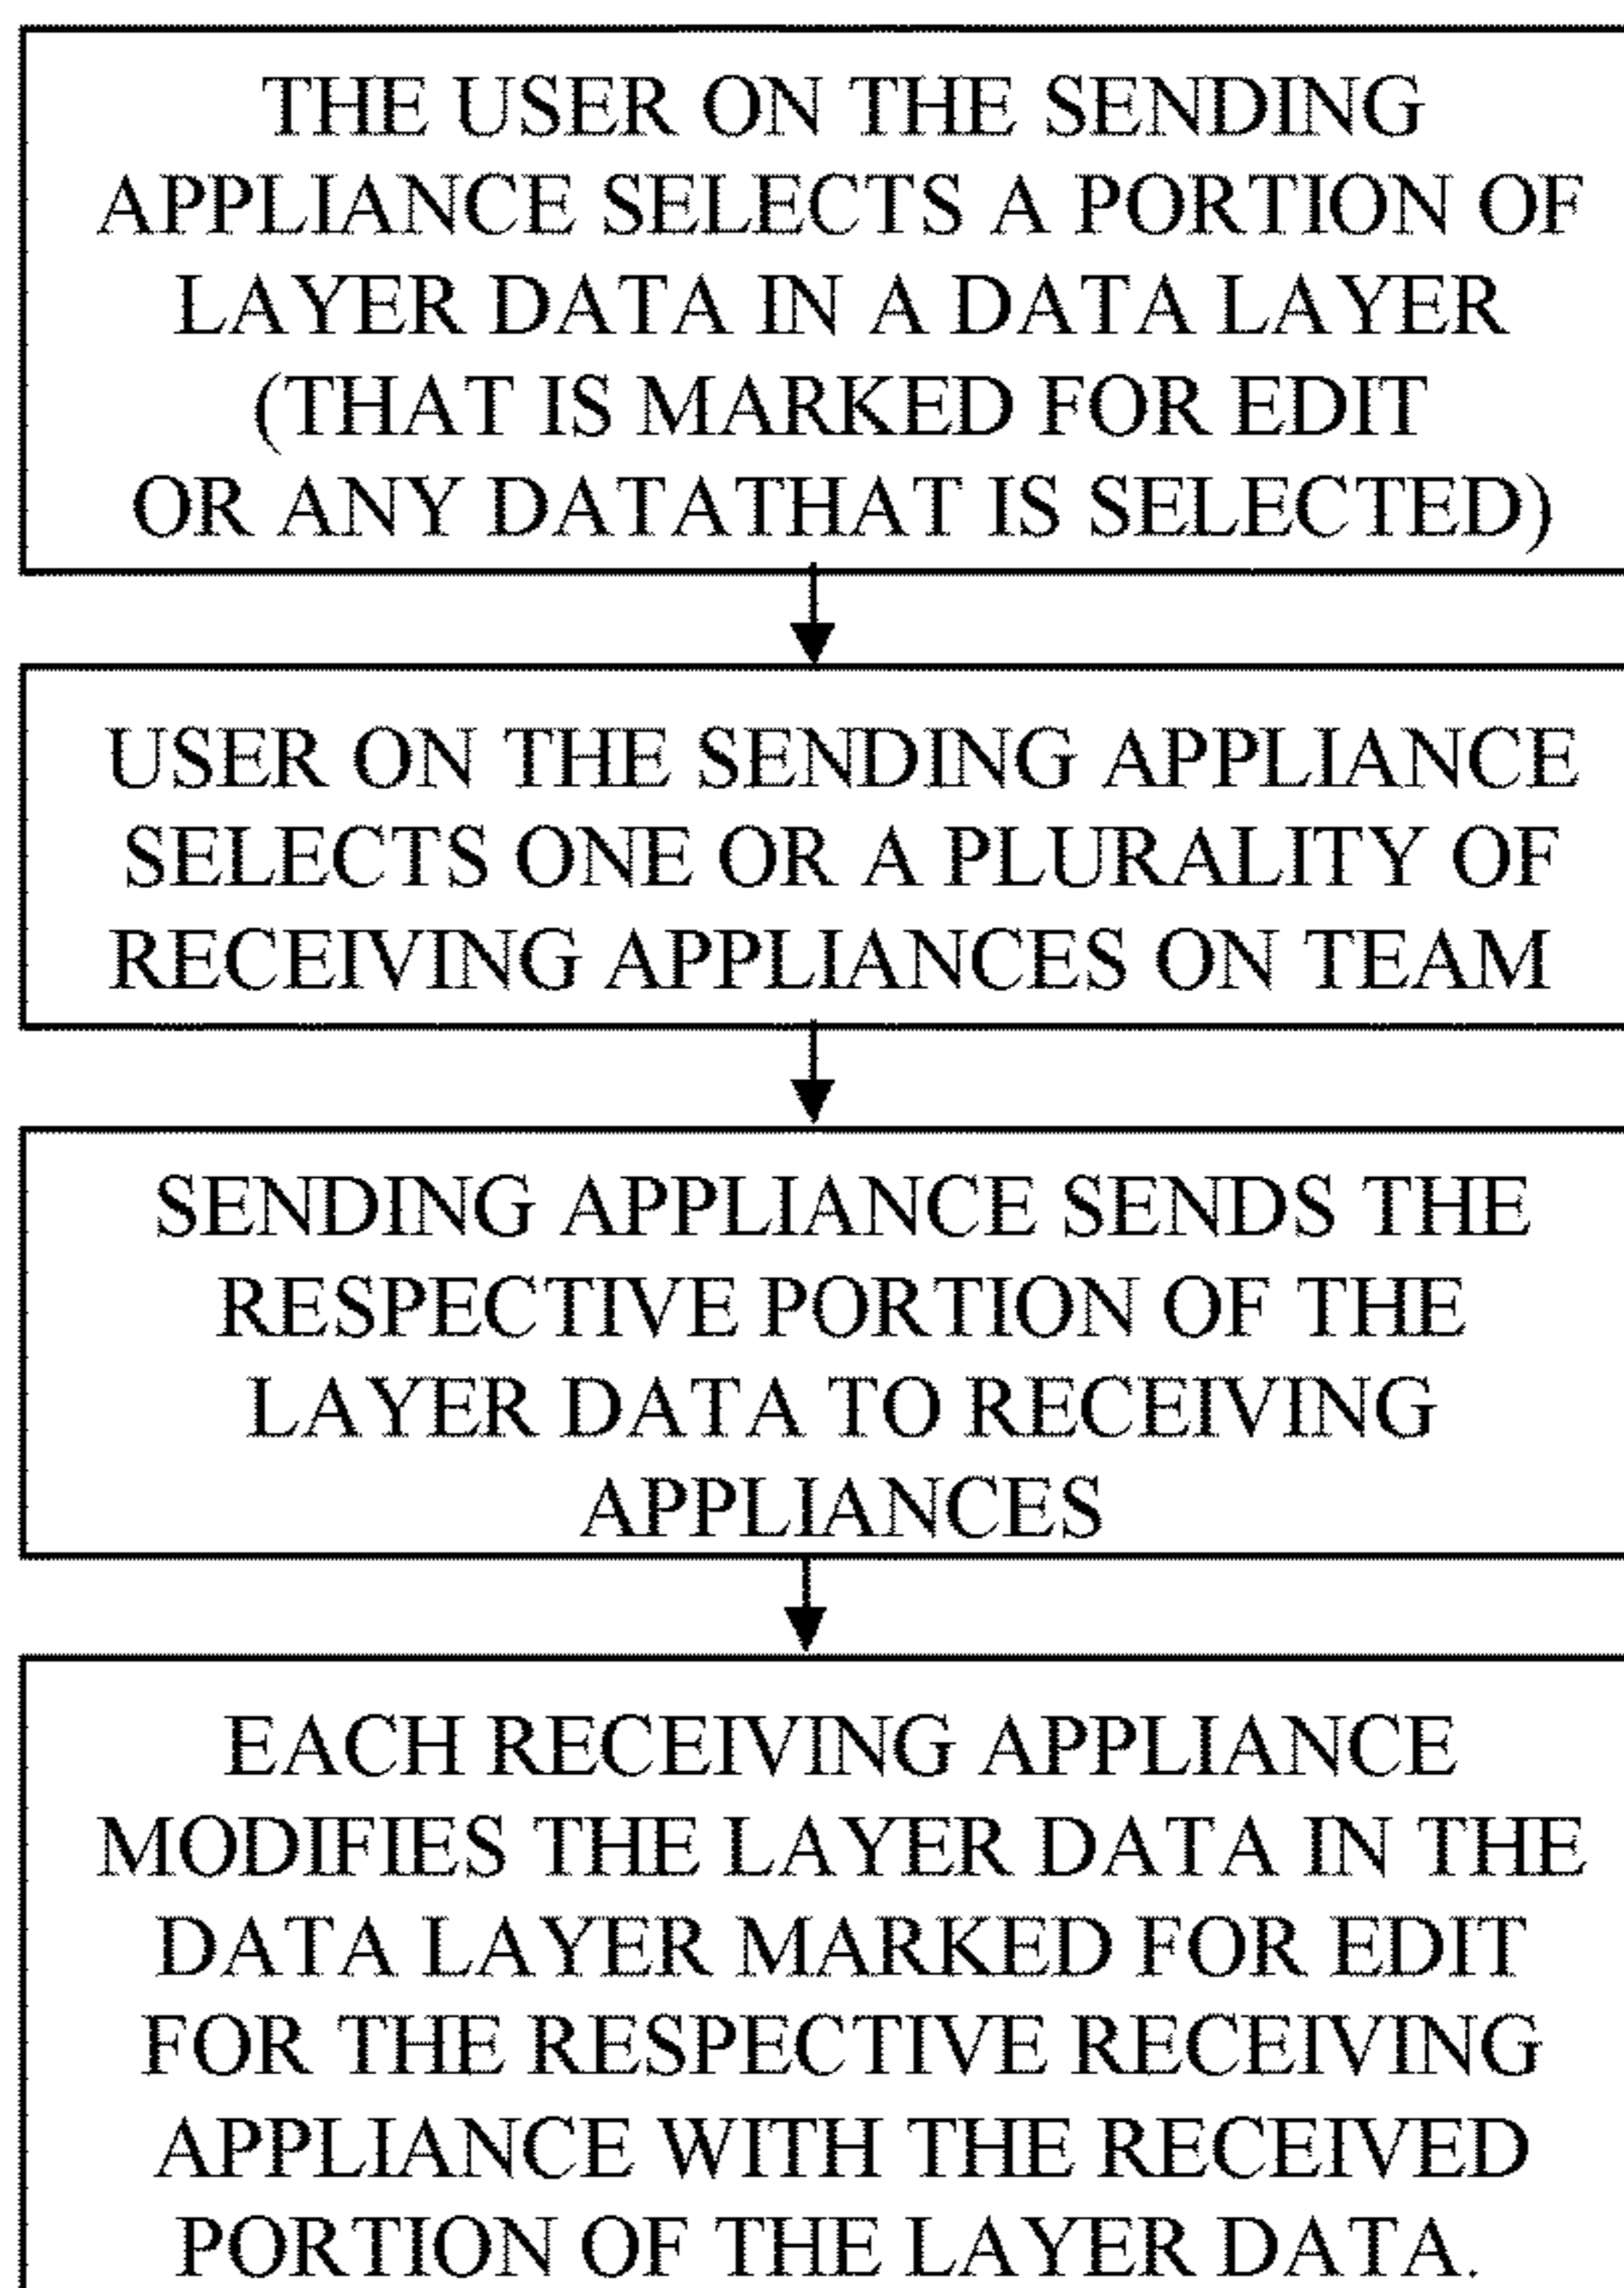 THE USER ON THE SENDING
APPLIANCE SELECTS A PORTION OF
LAYER DATA IN A DATA LAYER
(THAT IS MARKED FOR EDIT
OR ANY DATATHAT IS SELECTED)
USER ON THE SENDING APPLIANCE
SELECTS ONE OR A PLURALITY OF
RECEIVING APPLIANCES ON TEAM
SENDING APPLIANCE SENDS THE
RESPECTIVE PORTION OF THE
LAYER DATA TO RECEIVING
APPLIANCES
EACH RECEIVING APPLIANCE
MODIFIES THE LAYER DATA IN THE
DATA LAYER MARKED FOR EDIT
FOR THE RESPECTIVE RECEIVING
APPLIANCE WITH THE RECEIVED
PORTION OF THE LAYER DATA.